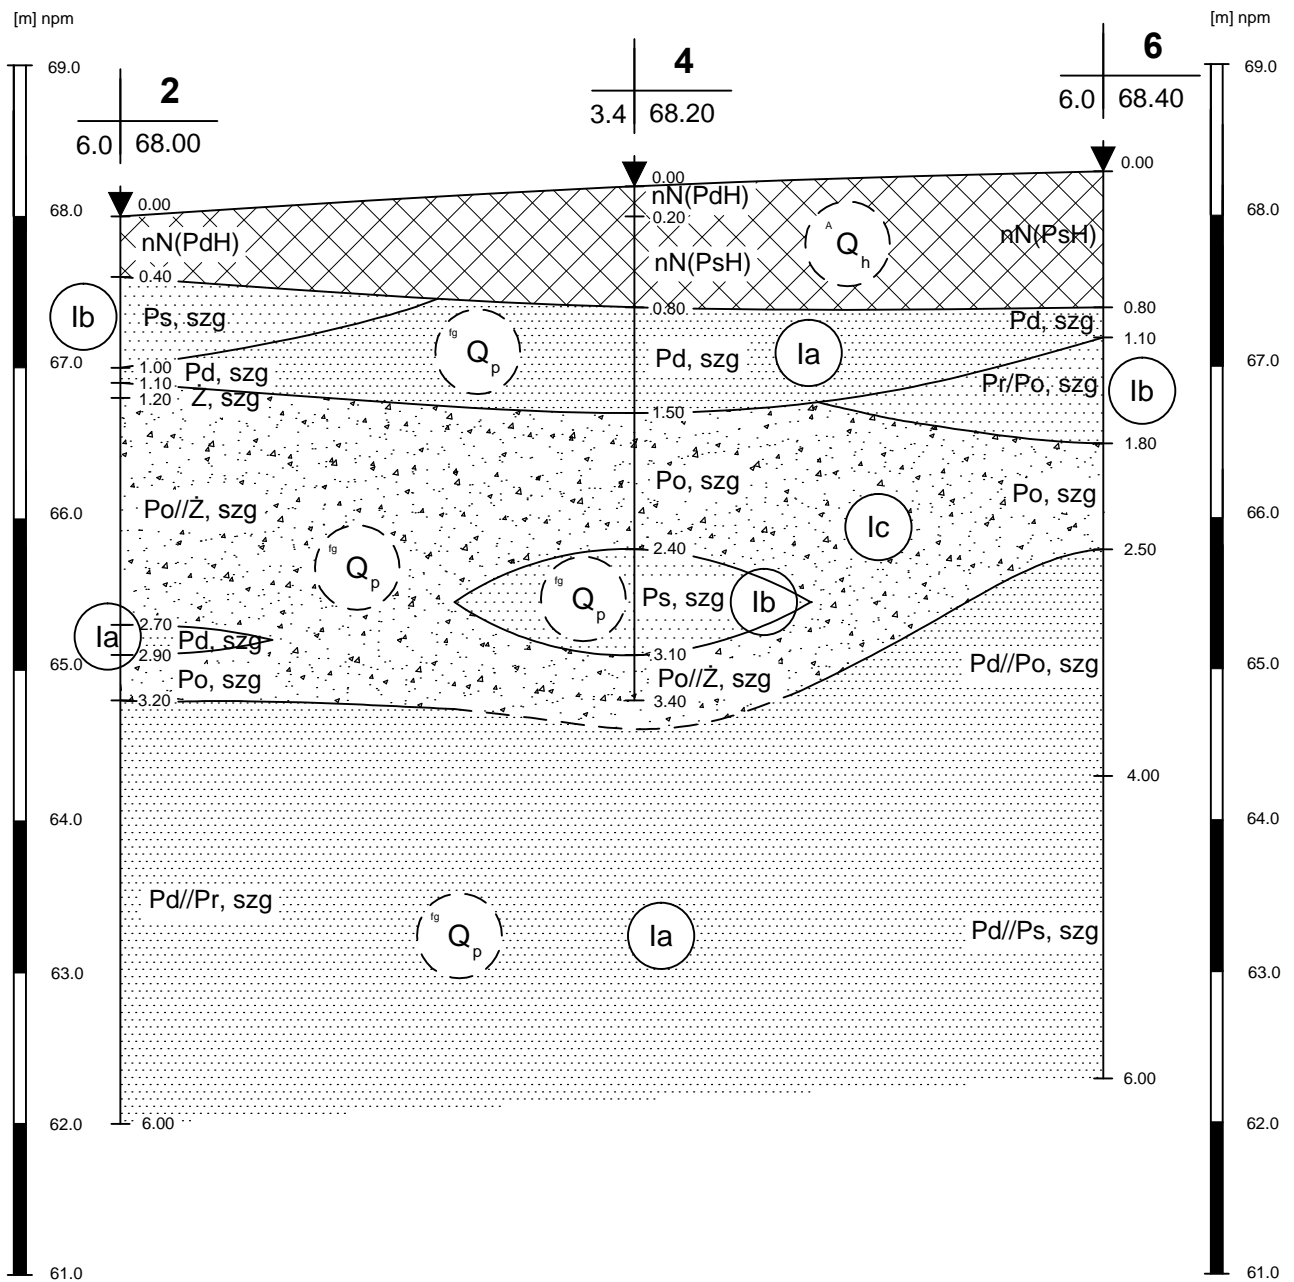 [m] npm
[m] npm
6
4
2
69.0
69.0
6.0 68.40
3.4 68.20
6.0 68.00
0.00
0.00
nN(PdH)
0.00
68.0
0.20
68.0
nN(PdH)
A Q h
nN(PsH)
nN(PsH)
0.40
Ib
Ps, szg
0.80
0.80
Pd, szg
fg Q p
Pd, szg
Ia
1.10
67.0
67.0
1.00
Pd, szg
1.10
Pr/Po, szg
Ib
1.20
Ż, szg
1.50
1.80
Po, szg
Po, szg
Po//Ż, szg
66.0
66.0
Ic
2.40
2.50
fg Q p
fg Q p
Ps, szg
Ib
Ia
2.70
Pd, szg
2.90
3.10
65.0
65.0
Pd//Po, szg
Po, szg
Po//Ż, szg
3.20
3.40
4.00
64.0
64.0
Pd//Pr, szg
fg Q p
Ia
Pd//Ps, szg
63.0
63.0
6.00
62.0
6.00
62.0
61.0
61.0